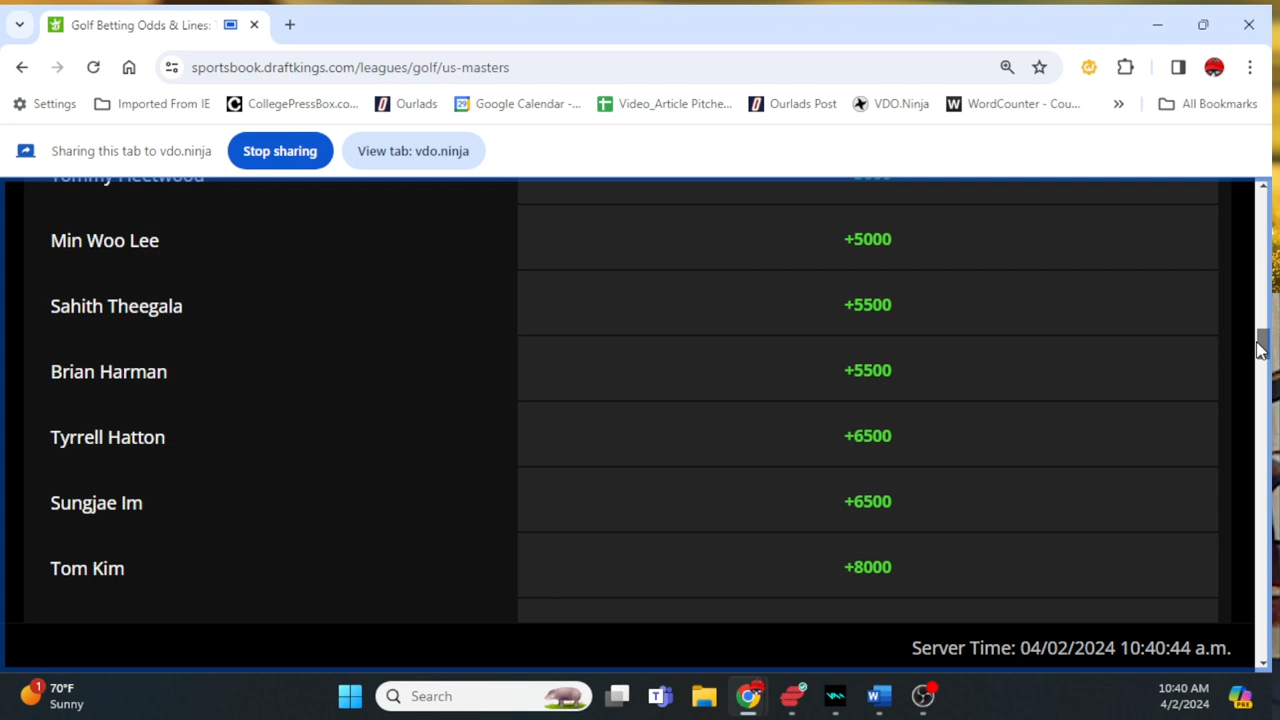 Golf Betting Odds & Lines:
sportsbook.draftkings.com/leagues/golf/us-masters
Settings Imported From IE CollegePressBox.co... Ourlads Google Calendar -... Video_Article Pitche... Ourlads Post VDO.Ninja WordCounter - Cou... » All Bookmarks
Sharing this tab to vdo.ninja Stop sharing View tab: vdo.ninja
Tommy Fleetwood
Min Woo Lee +5000
Sahith Theegala +5500
Brian Harman +5500
Tyrrell Hatton +6500
Sungjae Im +6500
Tom Kim +8000
Server Time: 04/02/2024 10:40:44 a.m.
1 70°F
Sunny
Search
10:40 AM
4/2/2024
PRE